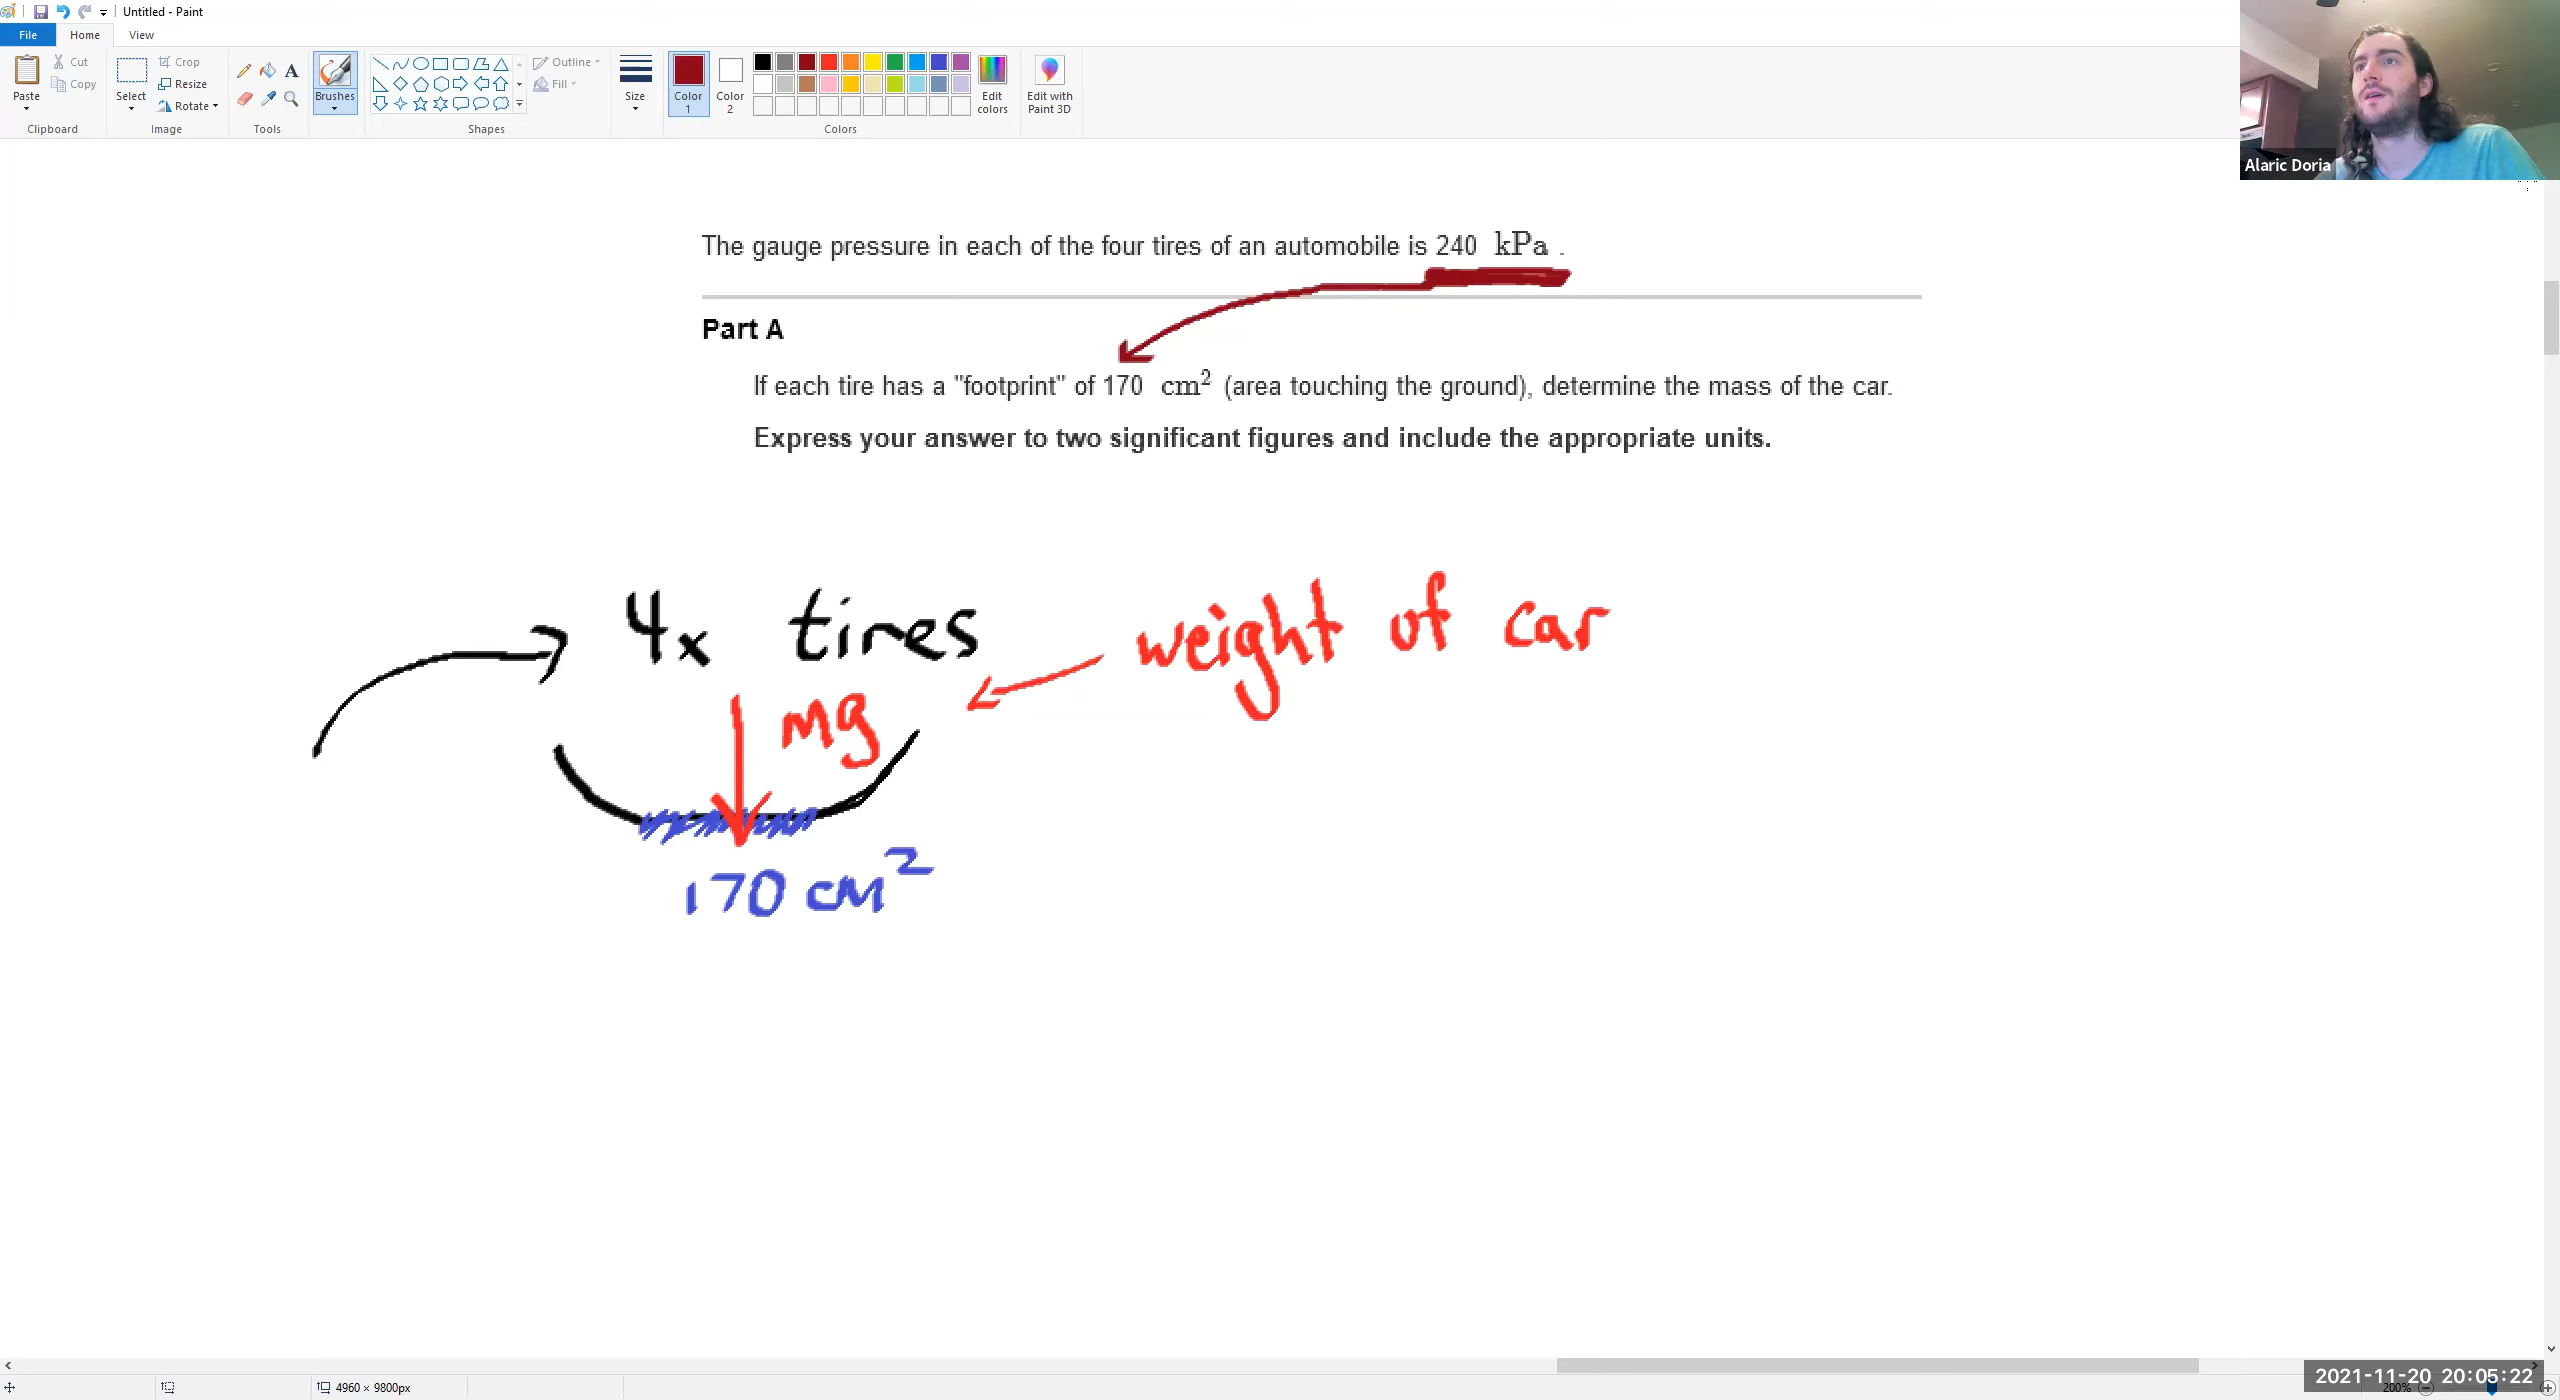 Untitled - Paint
File Home View
Paste Cut Copy Clipboard
Select Crop Resize Rotate Image
Tools
Brushes
Shapes
Outline
Fill
Size
Color 1
Color 2
Edit colors
Colors
Edit with Paint 3D
Alaric Doria
The gauge pressure in each of the four tires of an automobile is 240 kPa .
Part A
If each tire has a "footprint" of 170 cm² (area touching the ground), determine the mass of the car.
Express your answer to two significant figures and include the appropriate units.
4x tires
weight of car
mg
170 cm²
4960 × 9800px
200%
2021-11-20 20:05:22